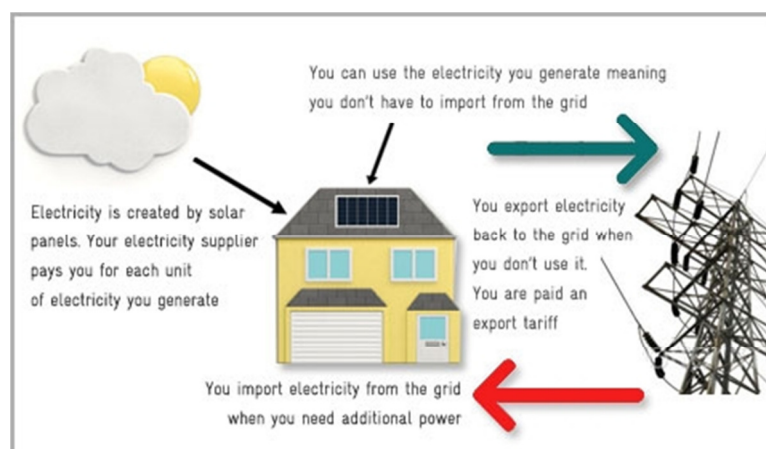 You can use the electricity you generate meaning
you don't have to import from the grid
Electricity is created by solar
panels. Your electricity supplier
pays you for each unit
of electricity you generate
You export electricity
back to the grid when
you don't use it.
You are paid an
export tariff
You import electricity from the grid
when you need additional power